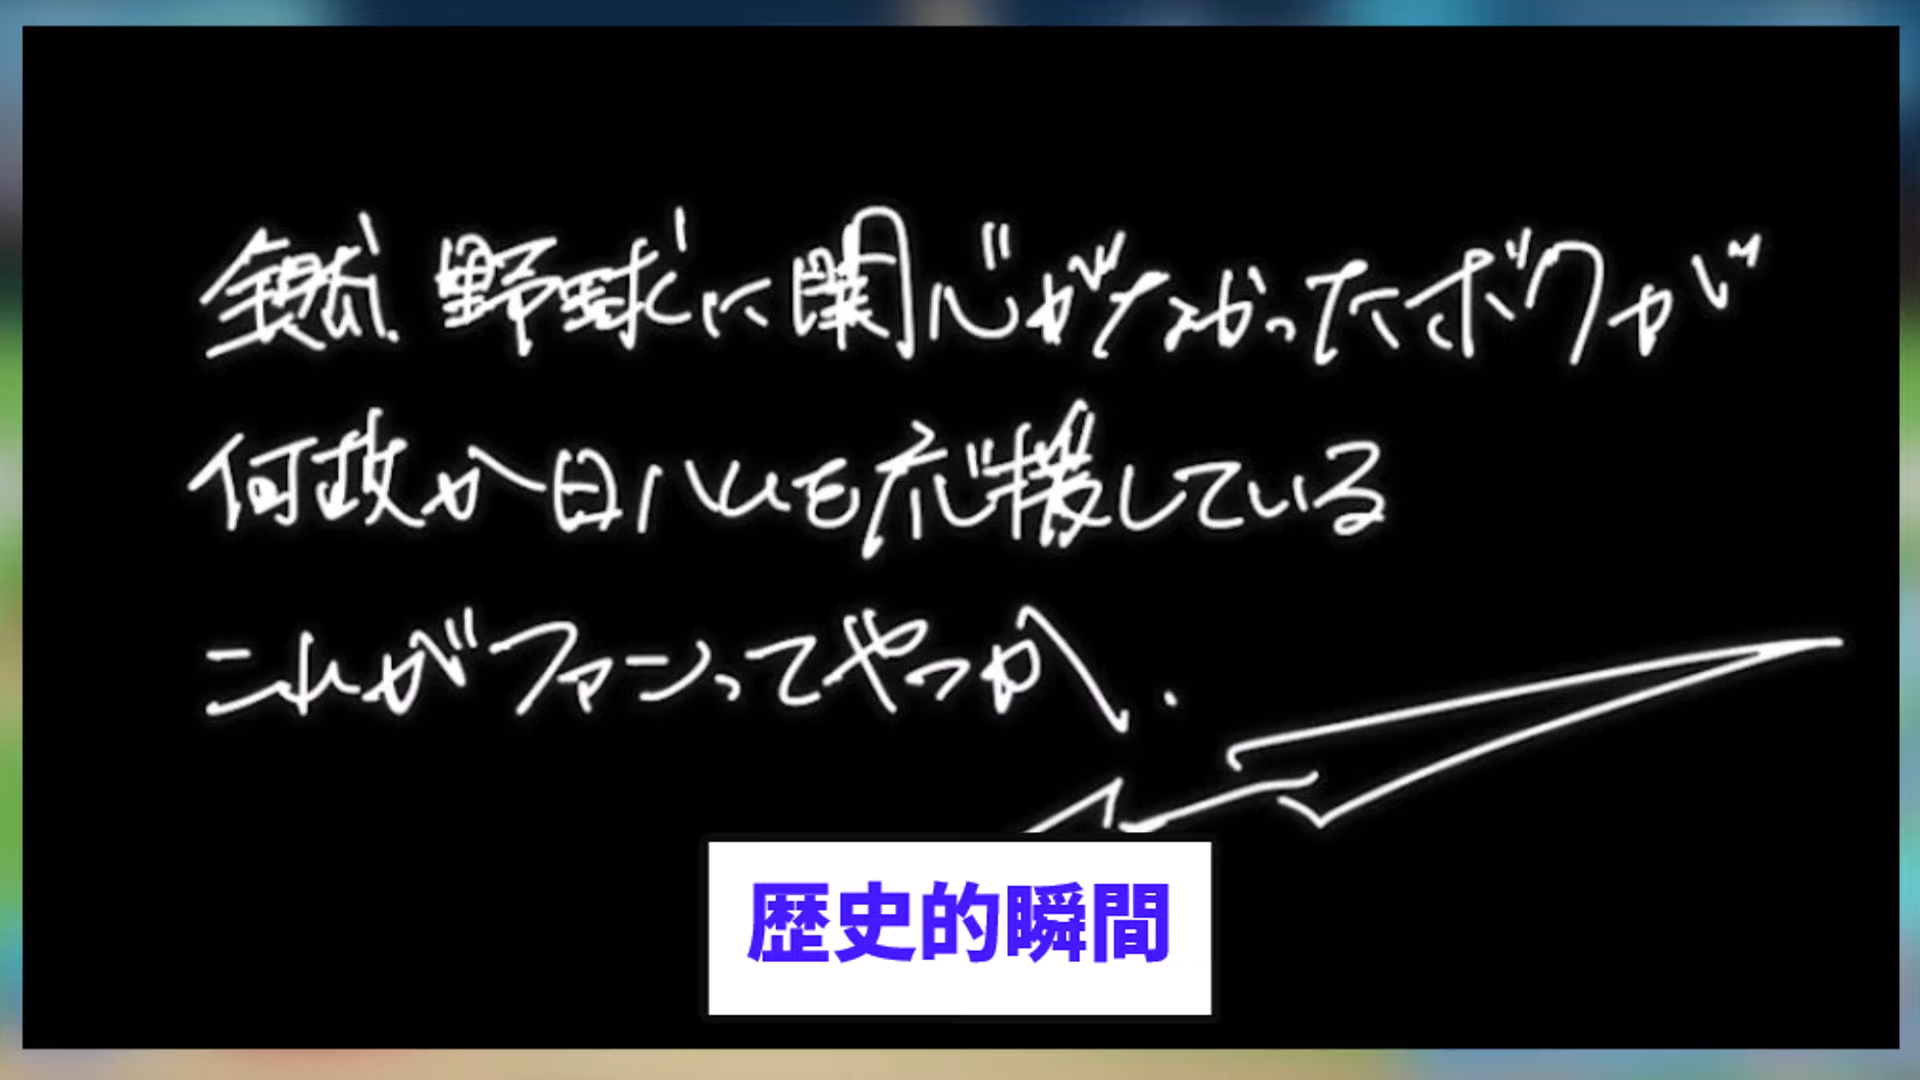 全然 野球に関心がなかったボクが
何故か日ハムを応援している
これがファンってやつか.
歴史的瞬間